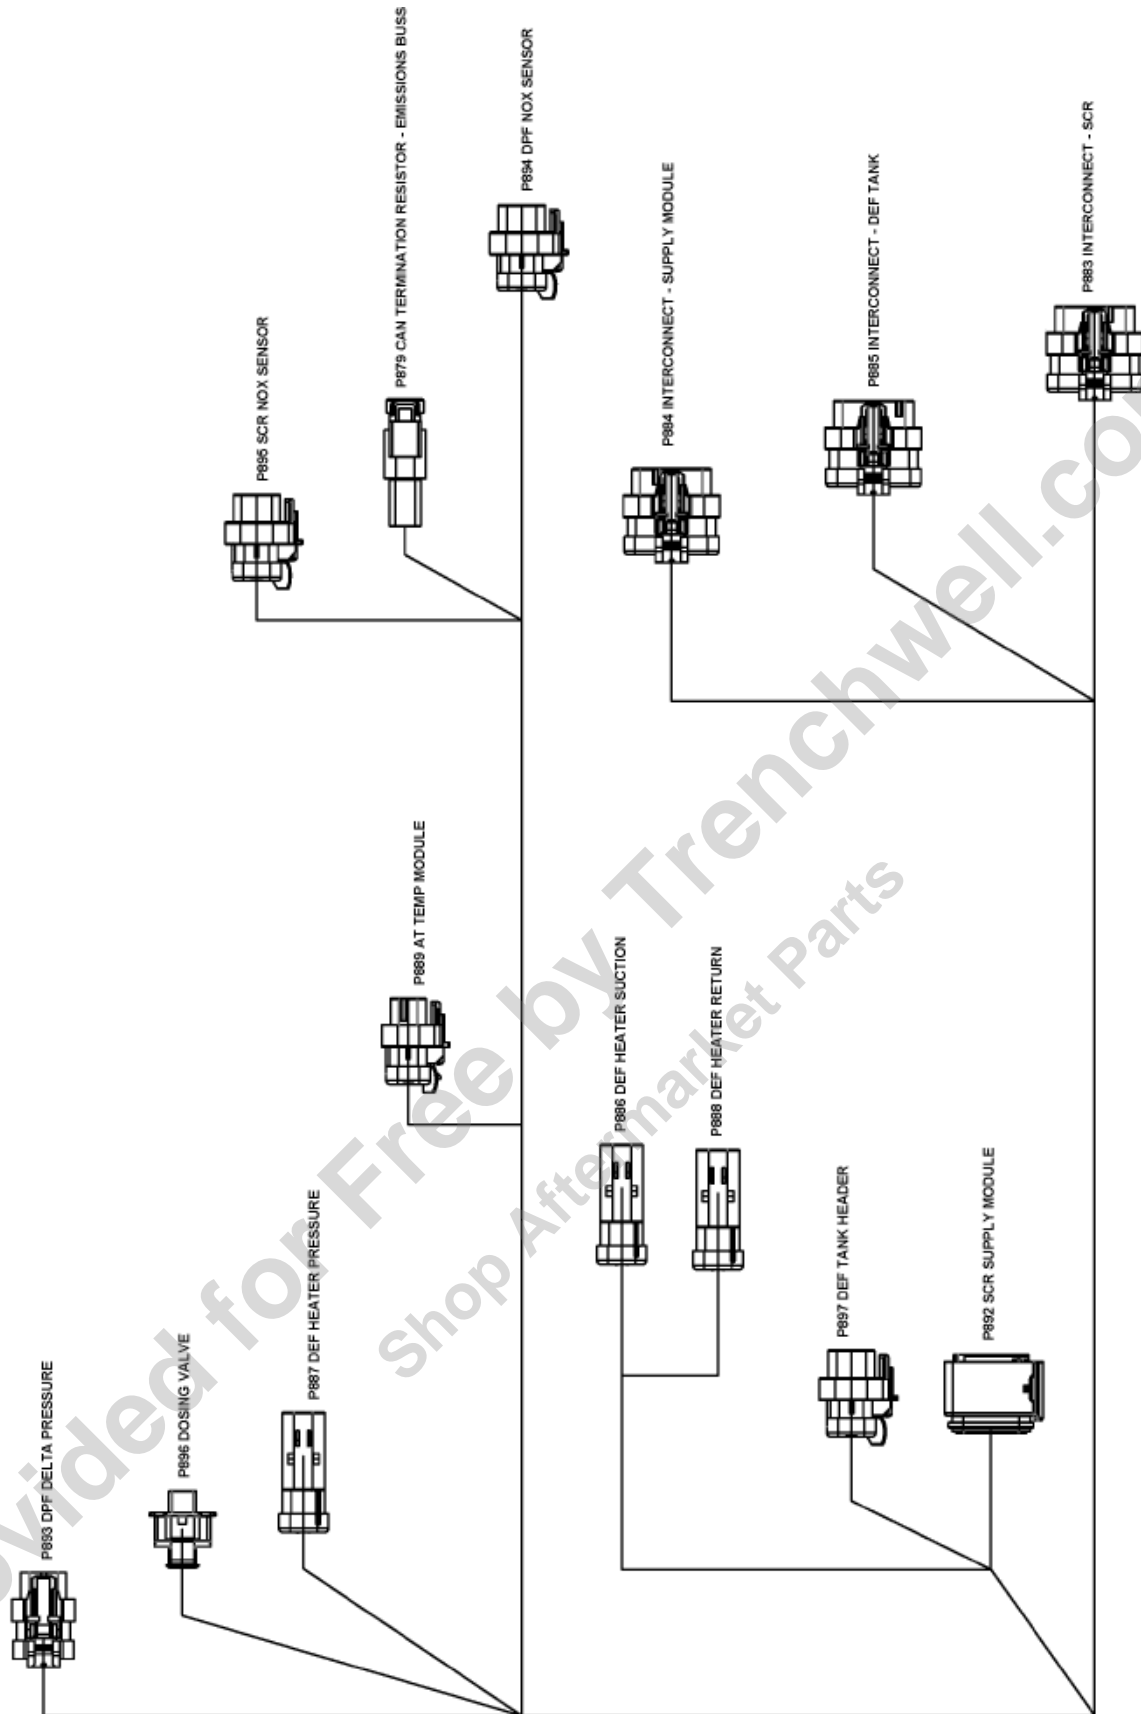 P893 DPF DELTA PRESSURE
P896 DOSING VALVE
P887 DEF HEATER PRESSURE
P889 AT TEMP MODULE
P895 SCR NOX SENSOR
P879 CAN TERMINATION RESISTOR - EMISSIONS BUSS
P894 DPF NOX SENSOR
P886 DEF HEATER SUCTION
P888 DEF HEATER RETURN
P897 DEF TANK HEADER
P892 SCR SUPPLY MODULE
P884 INTERCONNECT - SUPPLY MODULE
P885 INTERCONNECT - DEF TANK
P883 INTERCONNECT - SCR
for Free by Trenchwell.co
Shop Aftermarket Parts